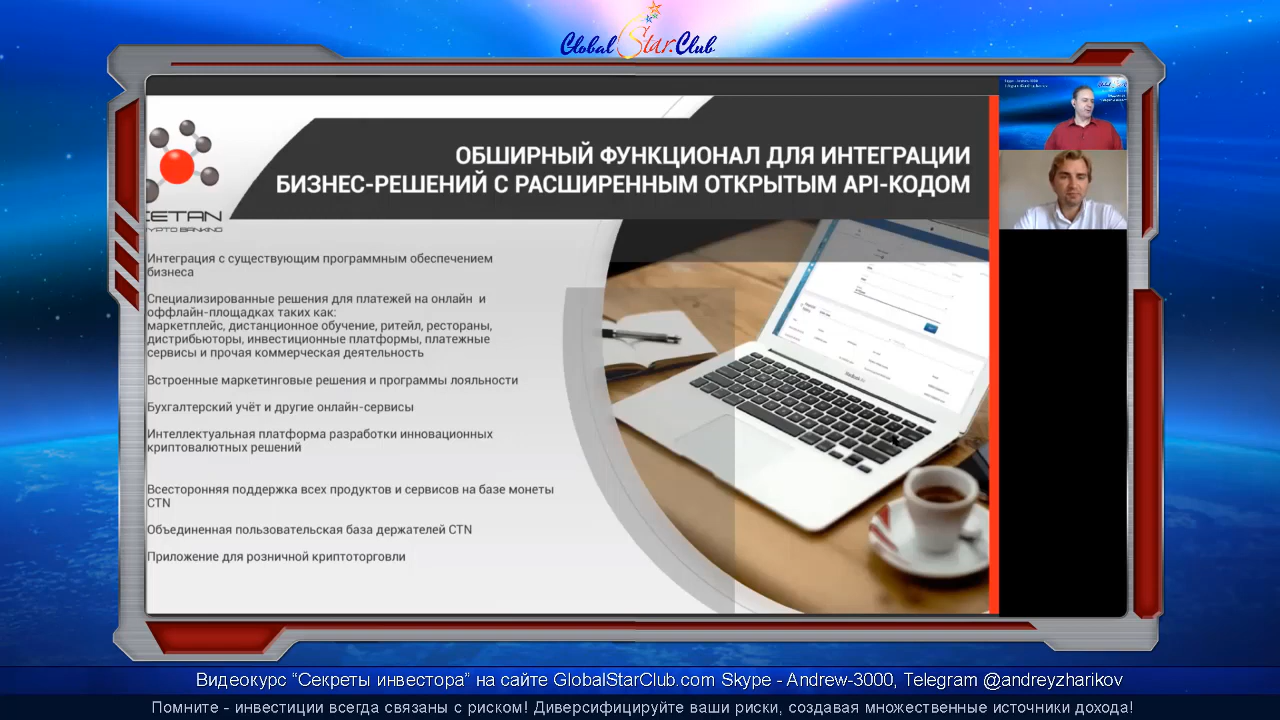 Global Star Club
ОБШИРНЫЙ ФУНКЦИОНАЛ ДЛЯ ИНТЕГРАЦИИ
БИЗНЕС-РЕШЕНИЙ С РАСШИРЕННЫМ ОТКРЫТЫМ API-КОДОМ
ETAN
YPTO BANKING
Интеграция с существующим программным обеспечением
бизнеса
Специализированные решения для платежей на онлайн и
оффлайн-площадках таких как:
маркетплейс, дистанционное обучение, ритейл, рестораны,
дистрибьюторы, инвестиционные платформы, платежные
сервисы и прочая коммерческая деятельность
Встроенные маркетинговые решения и программы лояльности
Бухгалтерский учёт и другие онлайн-сервисы
Интеллектуальная платформа разработки инновационных
криптовалютных решений
Всесторонняя поддержка всех продуктов и сервисов на базе монеты
CTN
Объединенная пользовательская база держателей CTN
Приложение для розничной криптоторговли
Видеокурс “Секреты инвестора” на сайте GlobalStarClub.com Skype - Andrew-3000, Telegram @andreyzharikov
Помните - инвестиции всегда связаны с риском! Диверсифицируйте ваши риски, создавая множественные источники дохода!